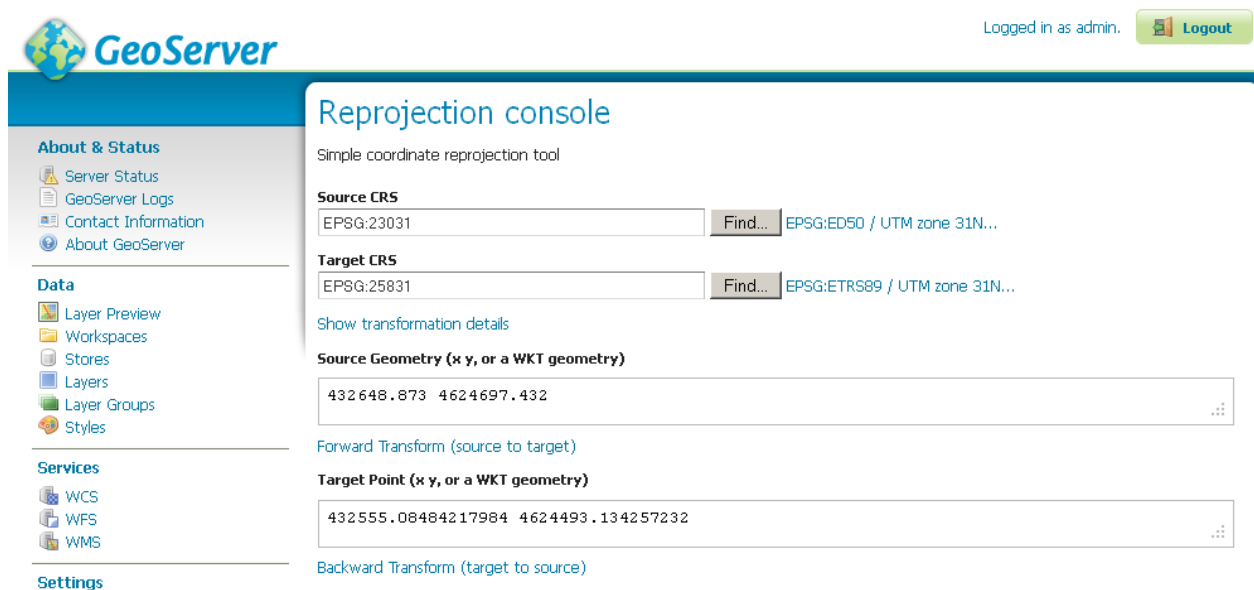 GeoServer
Logged in as admin.
Logout
About & Status
Server Status
GeoServer Logs
Contact Information
About GeoServer
Data
Layer Preview
Workspaces
Stores
Layers
Layer Groups
Styles
Services
WCS
WFS
WMS
Settings
Reprojection console
Simple coordinate reprojection tool
Source CRS
EPSG:23031 Find... EPSG:ED50 / UTM zone 31N...
Target CRS
EPSG:25831 Find... EPSG:ETRS89 / UTM zone 31N...
Show transformation details
Source Geometry (x y, or a WKT geometry)
432648.873 4624697.432
Forward Transform (source to target)
Target Point (x y, or a WKT geometry)
432555.08484217984 4624493.134257232
Backward Transform (target to source)